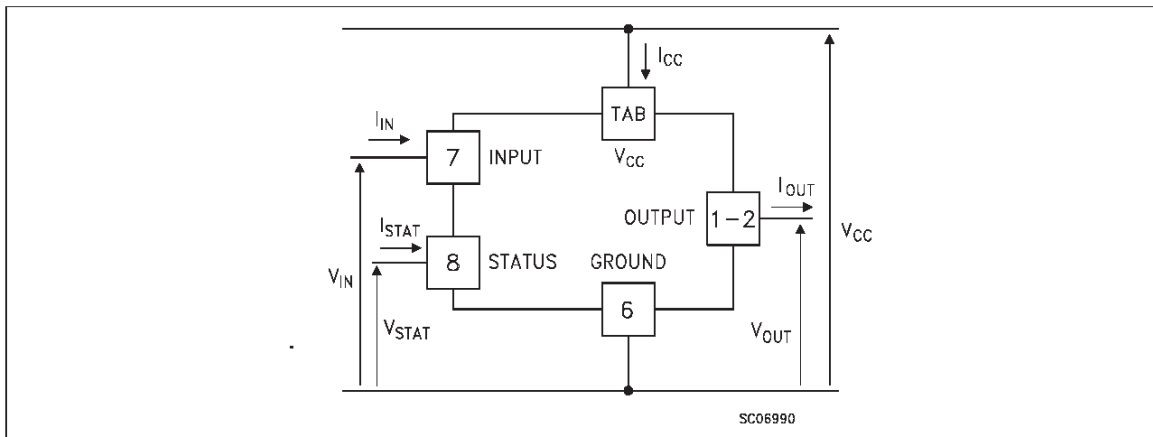 I_CC
TAB
V_CC
I_IN
7 INPUT
I_OUT
OUTPUT 1-2
V_CC
I_STAT
8 STATUS
GROUND
6
V_IN
V_STAT
V_OUT
SC06990